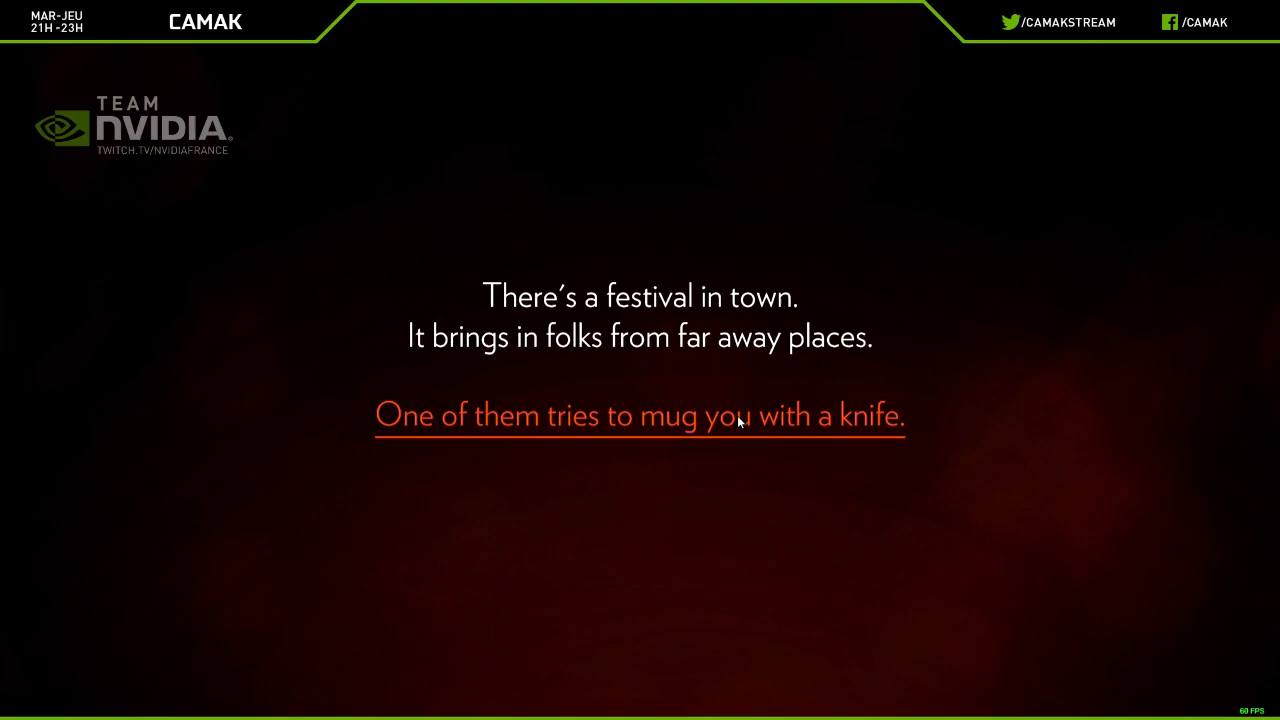 MAR-JEU
21H -23H
CAMAK
/CAMAKSTREAM
/CAMAK
TEAM
NVIDIA®
TWITCH.TV/NVIDIAFRANCE
There's a festival in town.
It brings in folks from far away places.
One of them tries to mug you with a knife.
60 FPS